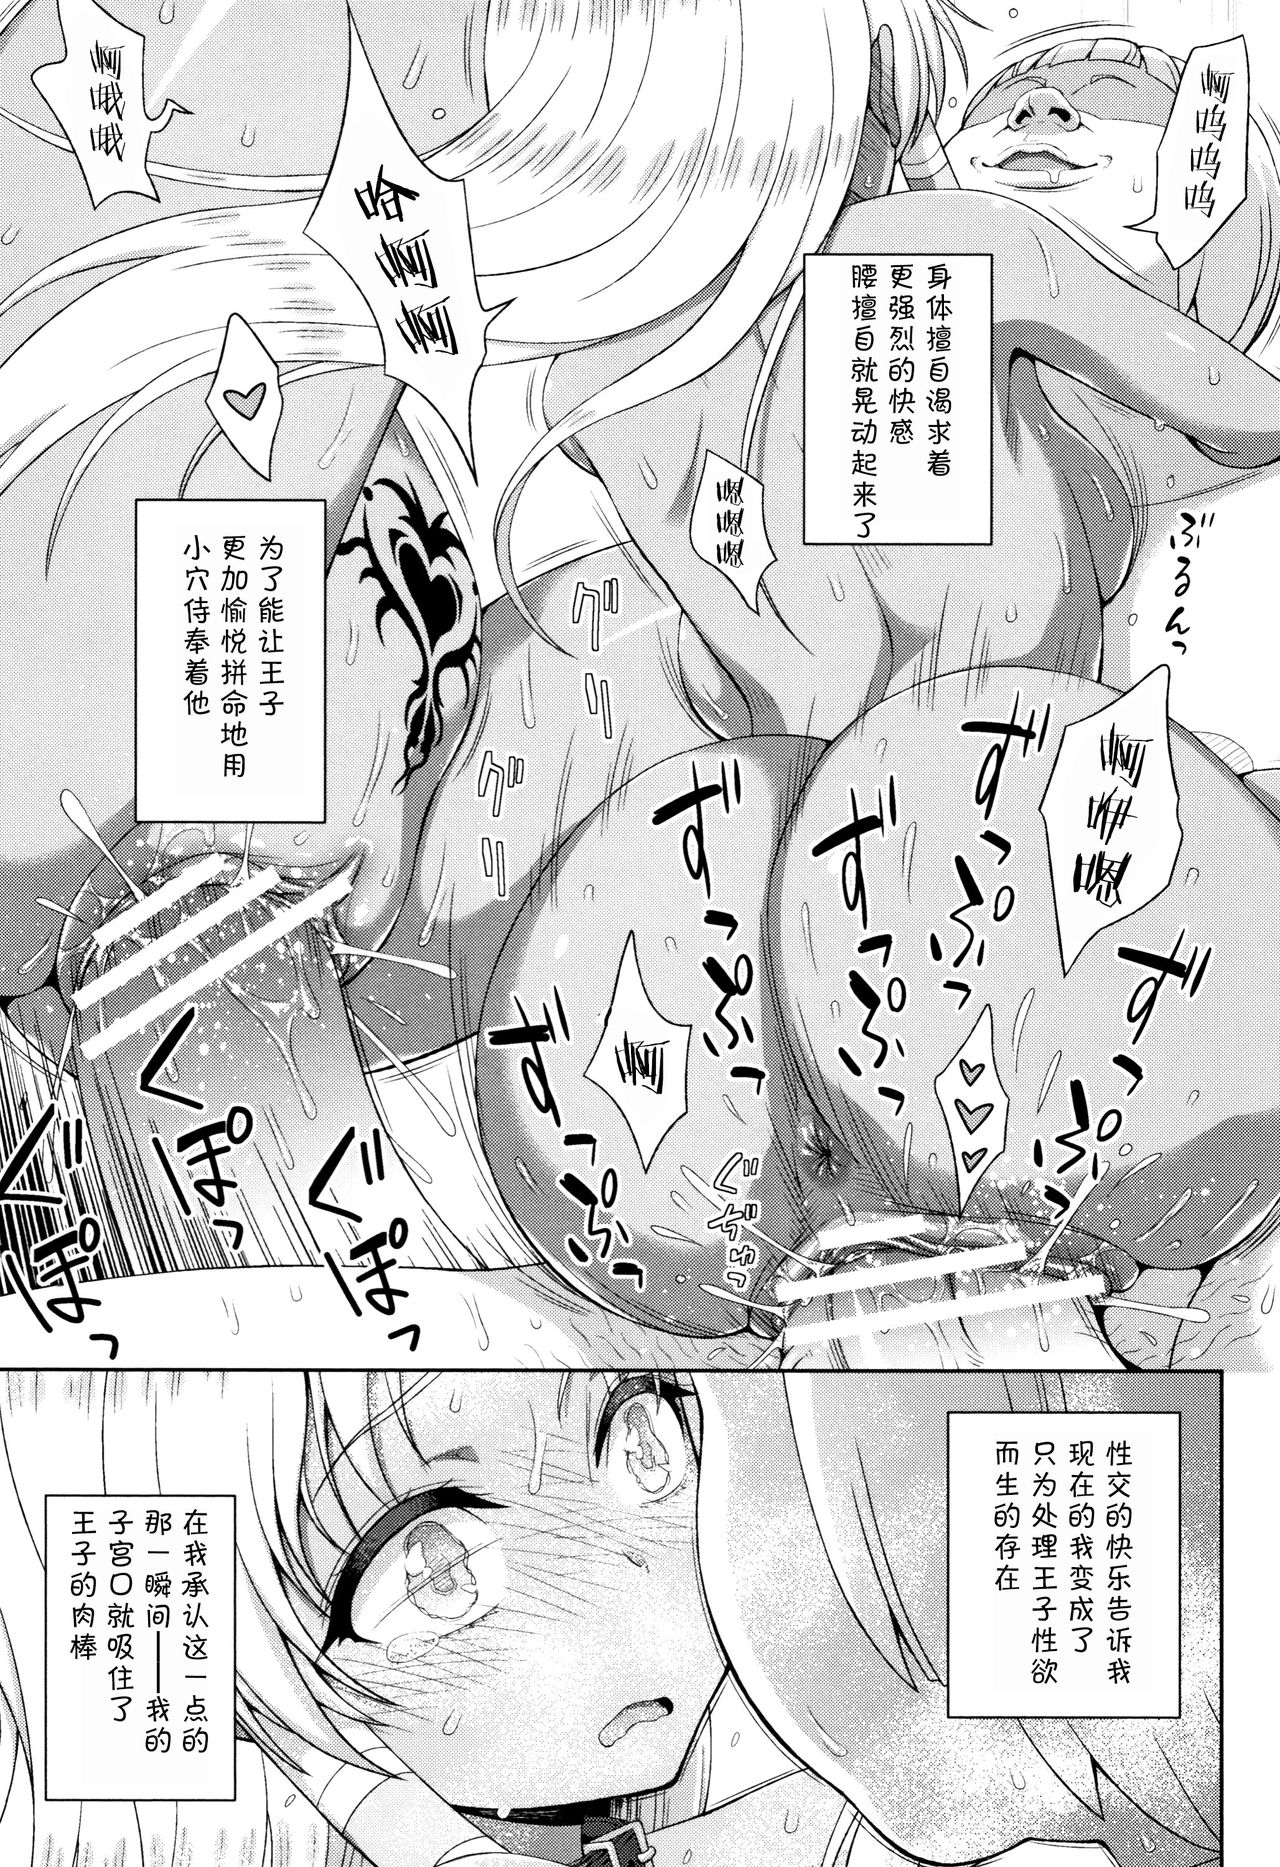 啊呜呜呜
身体擅自渴求着
更强烈的快感
腰擅自就晃动起来了
哈啊啊啊
啊哦哦
嗯嗯嗯
ぶるんっ
为了能让王子
更加愉悦拼命地用
小穴侍奉着他
グググ
グググ
啊咿嗯
ずぷっ
ずぷっ
ずぷっ
ずぷっ
ずぷっ
啊
くぽっ
ぐぽっ
ぐぽっ
性交的快乐告诉我
现在的我变成了
只为处理王子性欲
而生的存在
在我承认这一点的
那一瞬间——我的
子宫口就吸住了
王子的肉棒